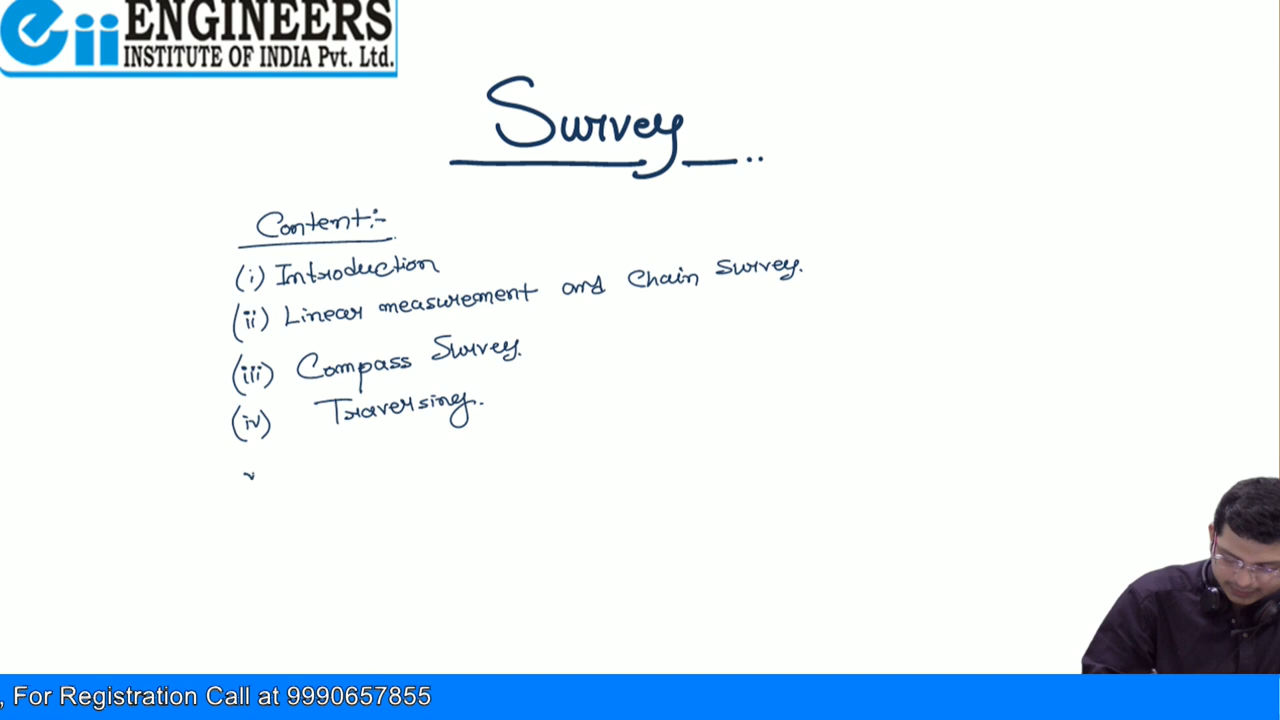 eii ENGINEERS
INSTITUTE OF INDIA Pvt. Ltd.
Survey
Content:-
(i) Introduction
(ii) Linear measurement and Chain Survey.
(iii) Compass Survey.
(iv) Traversing.
v
, For Registration Call at 9990657855